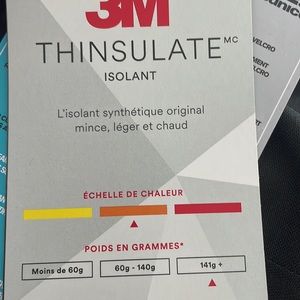 3M
THINSULATE MC
ISOLANT
L'isolant synthétique original
mince, léger et chaud
ÉCHELLE DE CHALEUR
POIDS EN GRAMMES*
Moins de 60g
60g - 140g
141g +
VELCRO